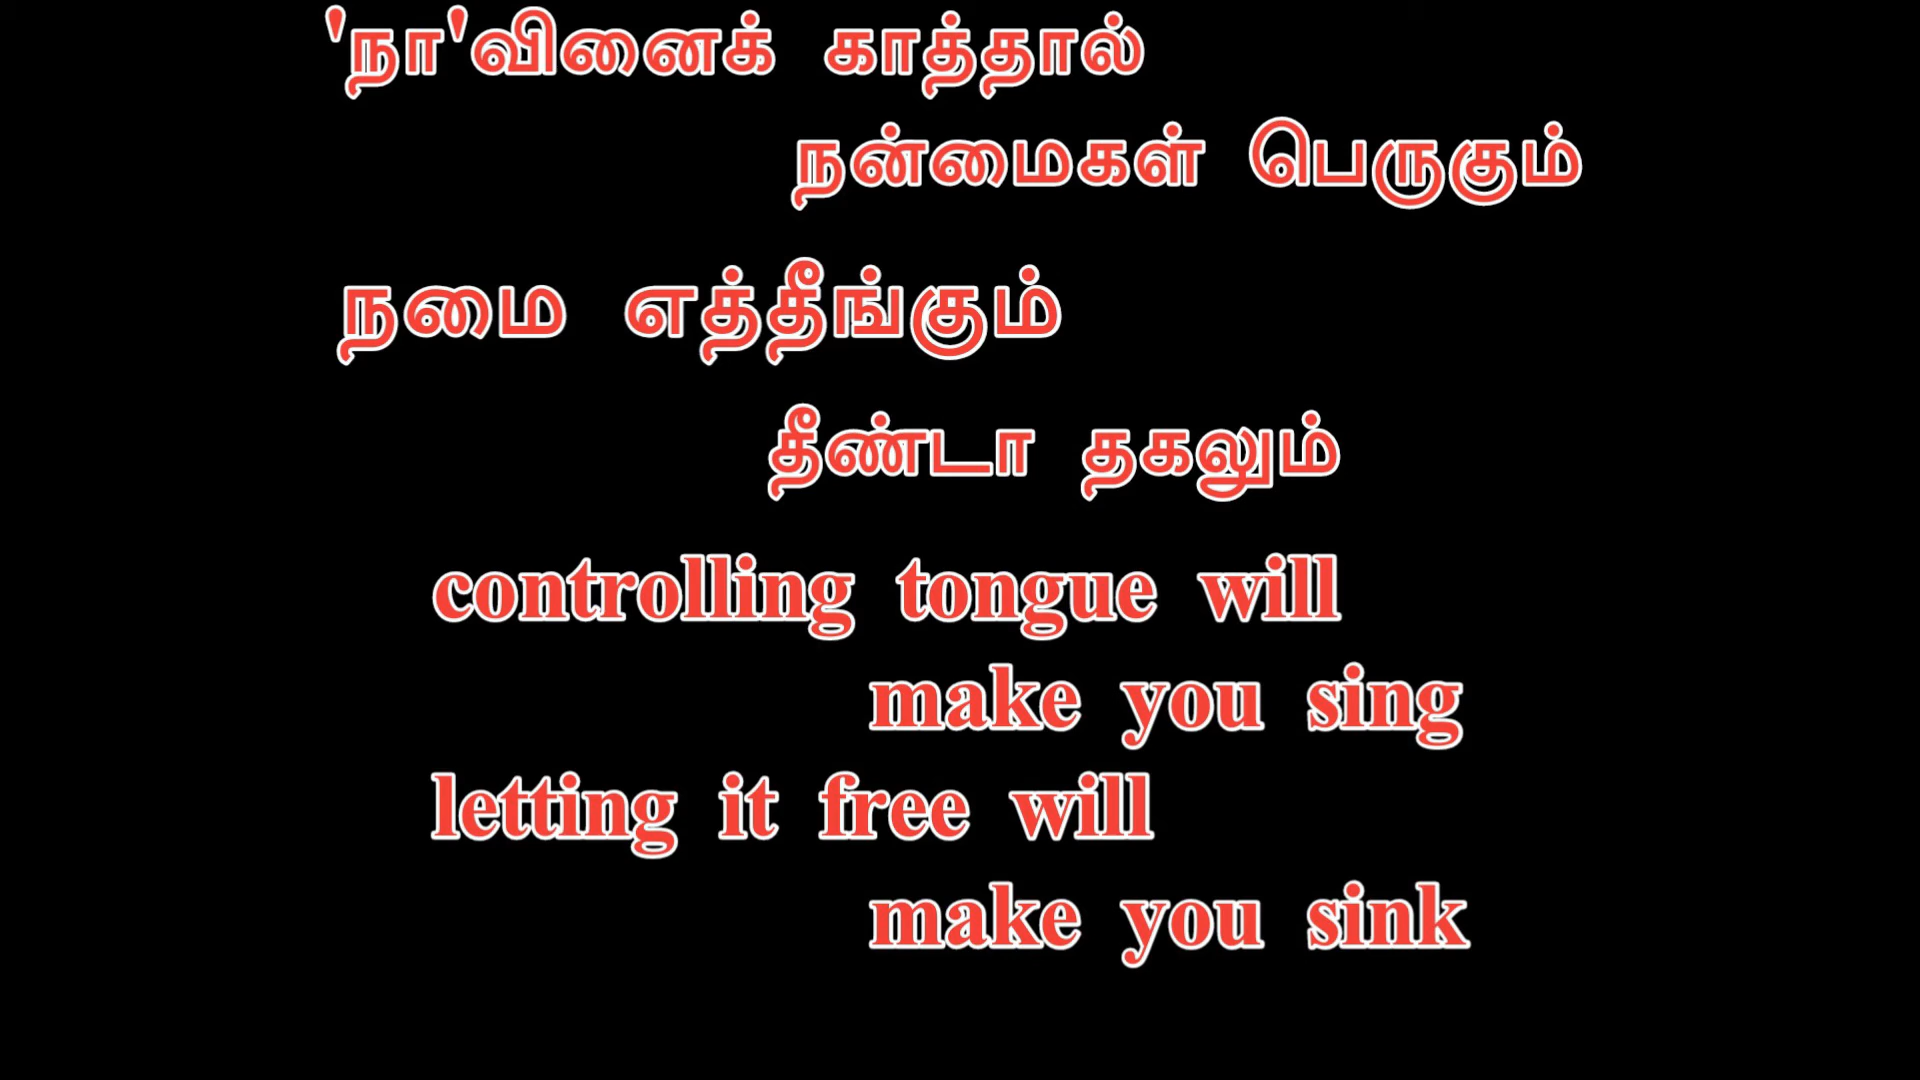 'நா'வினைக் காத்தால்
நன்மைகள் பெருகும்
நமை எத்தீங்கும்
தீண்டா தகலும்
controlling tongue will
make you sing
letting it free will
make you sink